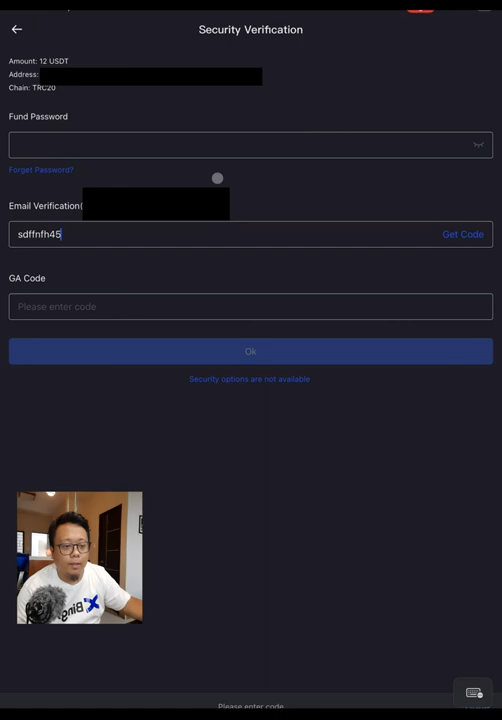 Security Verification
Amount: 12 USDT
Address:
Chain: TRC20
Fund Password
Forget Password?
Email Verification(
sdffnfh45
Get Code
GA Code
Please enter code
Ok
Security options are not available
BingX
Please enter code